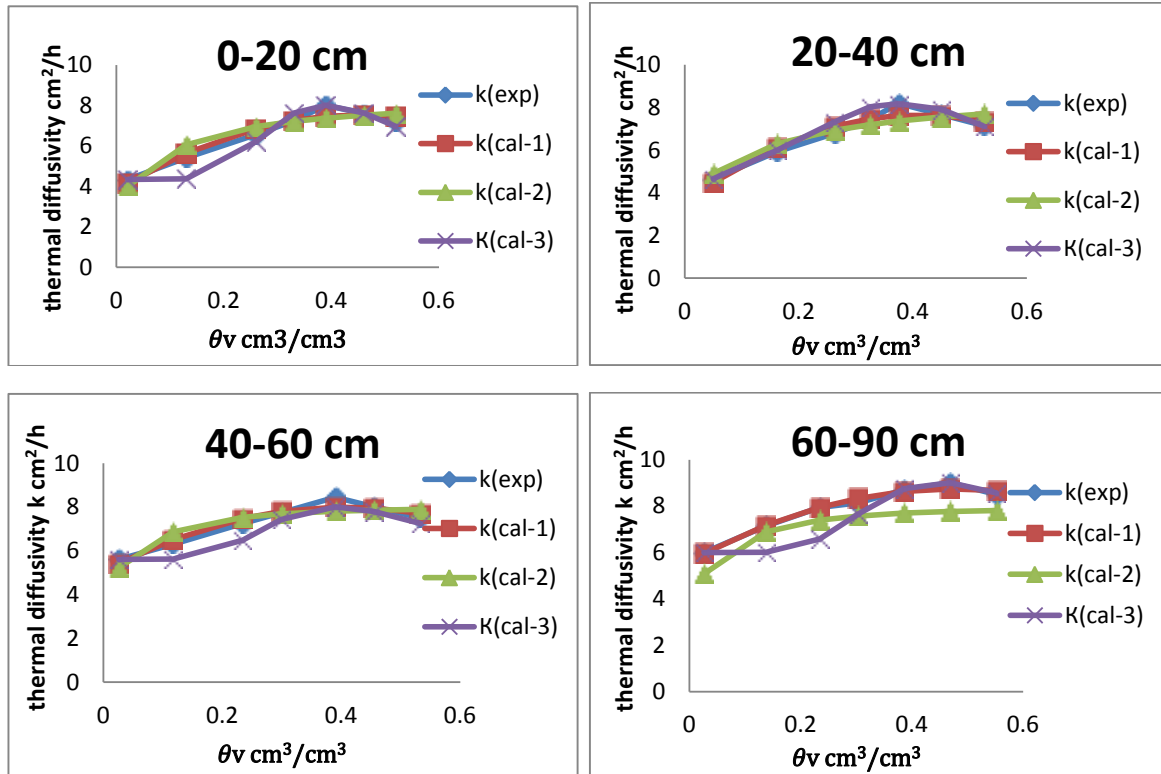 0-20 cm
thermal diffusivity cm²/h
10
8
6
4
2
0
0
0.2
0.4
0.6
θv cm3/cm3
k(exp)
k(cal-1)
k(cal-2)
K(cal-3)
20-40 cm
thermal diffusivity cm²/h
10
8
6
4
2
0
0
0.2
0.4
0.6
θv cm³/cm³
k(exp)
k(cal-1)
k(cal-2)
K(cal-3)
40-60 cm
thermal diffusivity k cm²/h
10
8
6
4
2
0
0
0.2
0.4
0.6
θv cm³/cm³
k(exp)
k(cal-1)
k(cal-2)
K(cal-3)
60-90 cm
thermal diffusivity k cm²/h
10
8
6
4
2
0
0
0.2
0.4
0.6
θv cm³/cm³
k(exp)
k(cal-1)
k(cal-2)
K(cal-3)